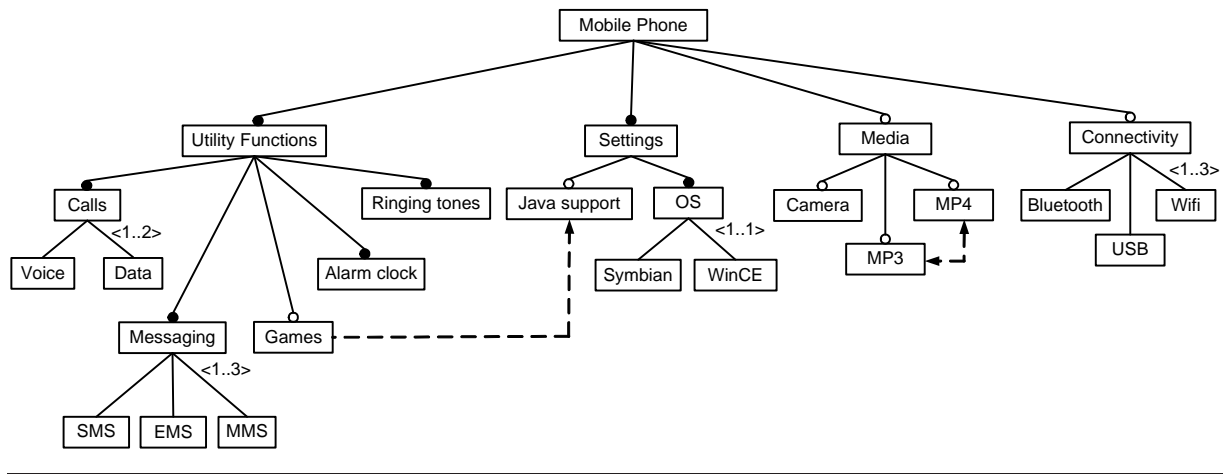 Mobile Phone
Utility Functions
Settings
Media
Connectivity
Calls
Ringing tones
Java support
OS
Camera
MP4
Bluetooth
<1..3>
Wifi
<1..2>
<1..1>
Voice
Data
Alarm clock
Symbian
WinCE
MP3
USB
Messaging
Games
<1..3>
SMS
EMS
MMS